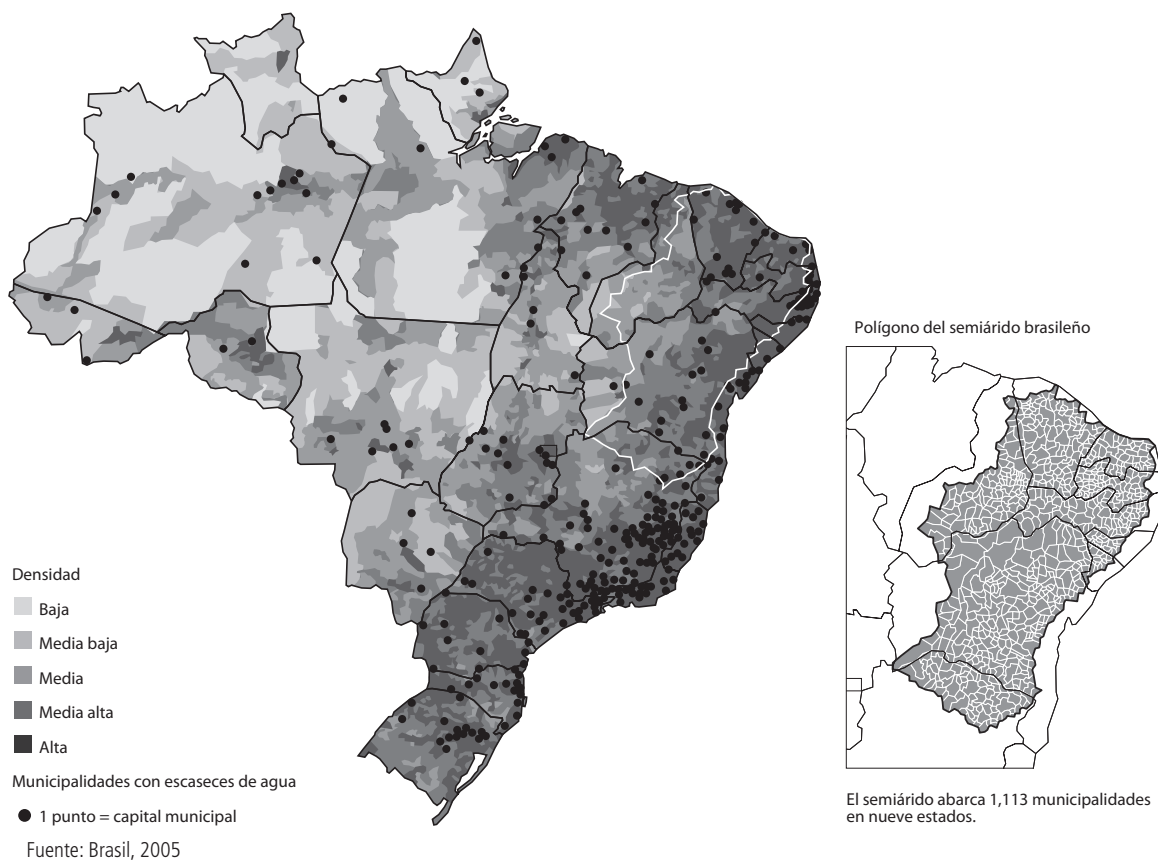 Polígono del semiárido brasileño
Densidad
Baja
Media baja
Media
Media alta
Alta
Municipalidades con escaseces de agua
1 punto = capital municipal
Fuente: Brasil, 2005
El semiárido abarca 1,113 municipalidades
en nueve estados.